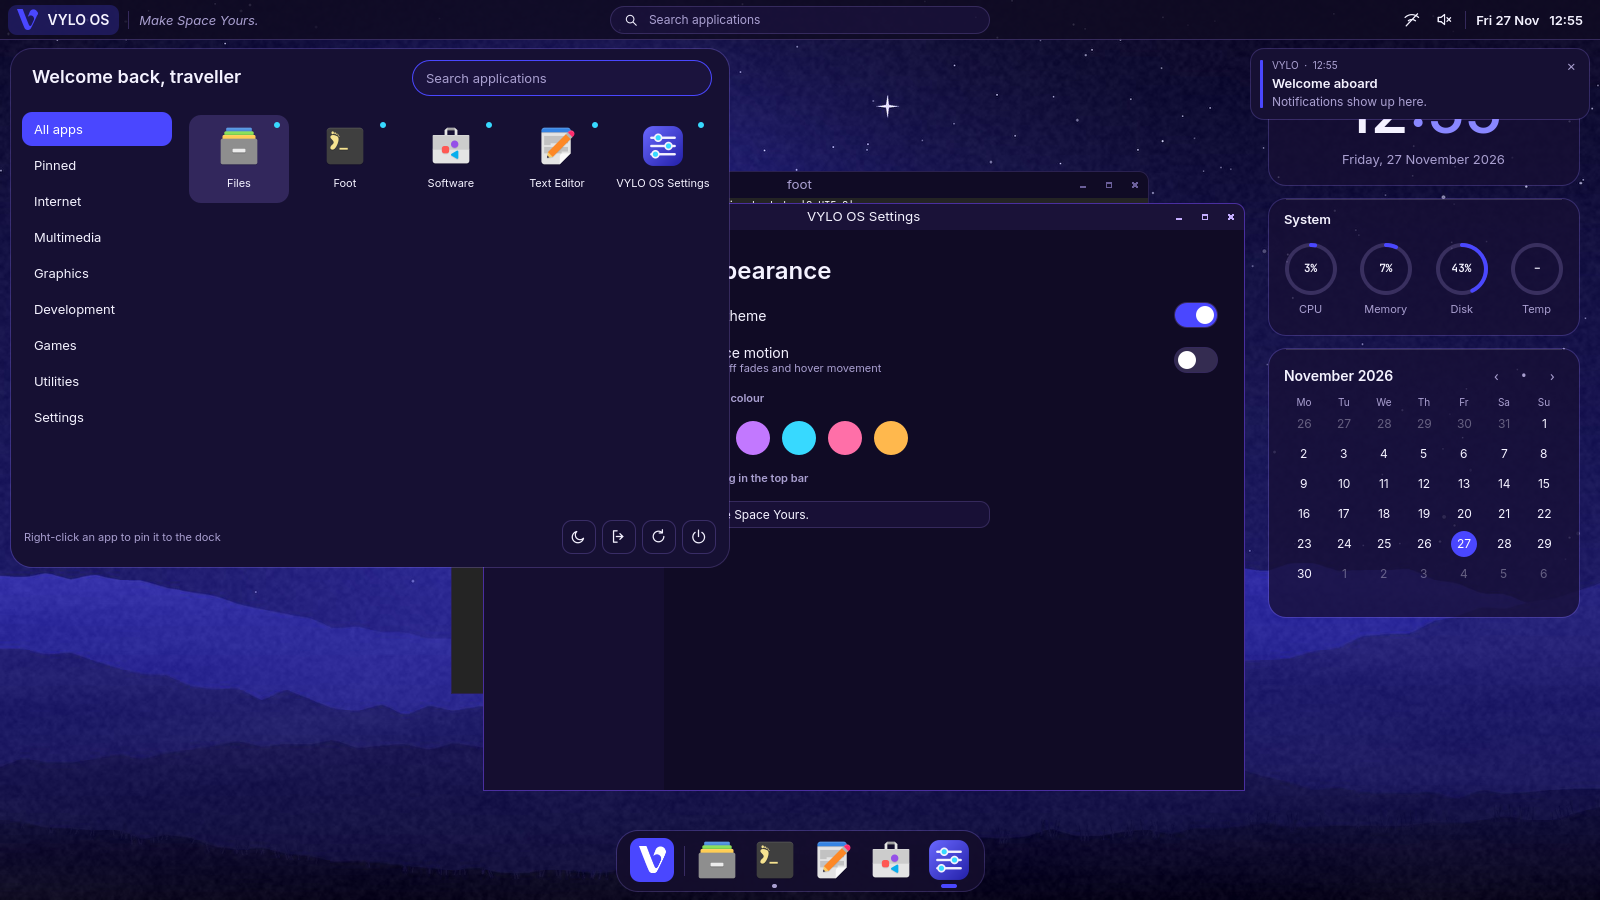 VYLO OS
Make Space Yours.
Search applications
Fri 27 Nov 12:55
Welcome back, traveller
Search applications
All apps
Pinned
Internet
Multimedia
Graphics
Development
Games
Utilities
Settings
Files
Foot
Software
Text Editor
VYLO OS Settings
Right-click an app to pin it to the dock
foot
VYLO OS Settings
pearance
heme
ce motion
ff fades and hover movement
colour
g in the top bar
Space Yours.
VYLO · 12:55
Welcome aboard
Notifications show up here.
12:55
Friday, 27 November 2026
System
3%
7%
43%
–
CPU
Memory
Disk
Temp
November 2026
Mo Tu We Th Fr Sa Su
26 27 28 29 30 31 1
2 3 4 5 6 7 8
9 10 11 12 13 14 15
16 17 18 19 20 21 22
23 24 25 26 27 28 29
30 1 2 3 4 5 6